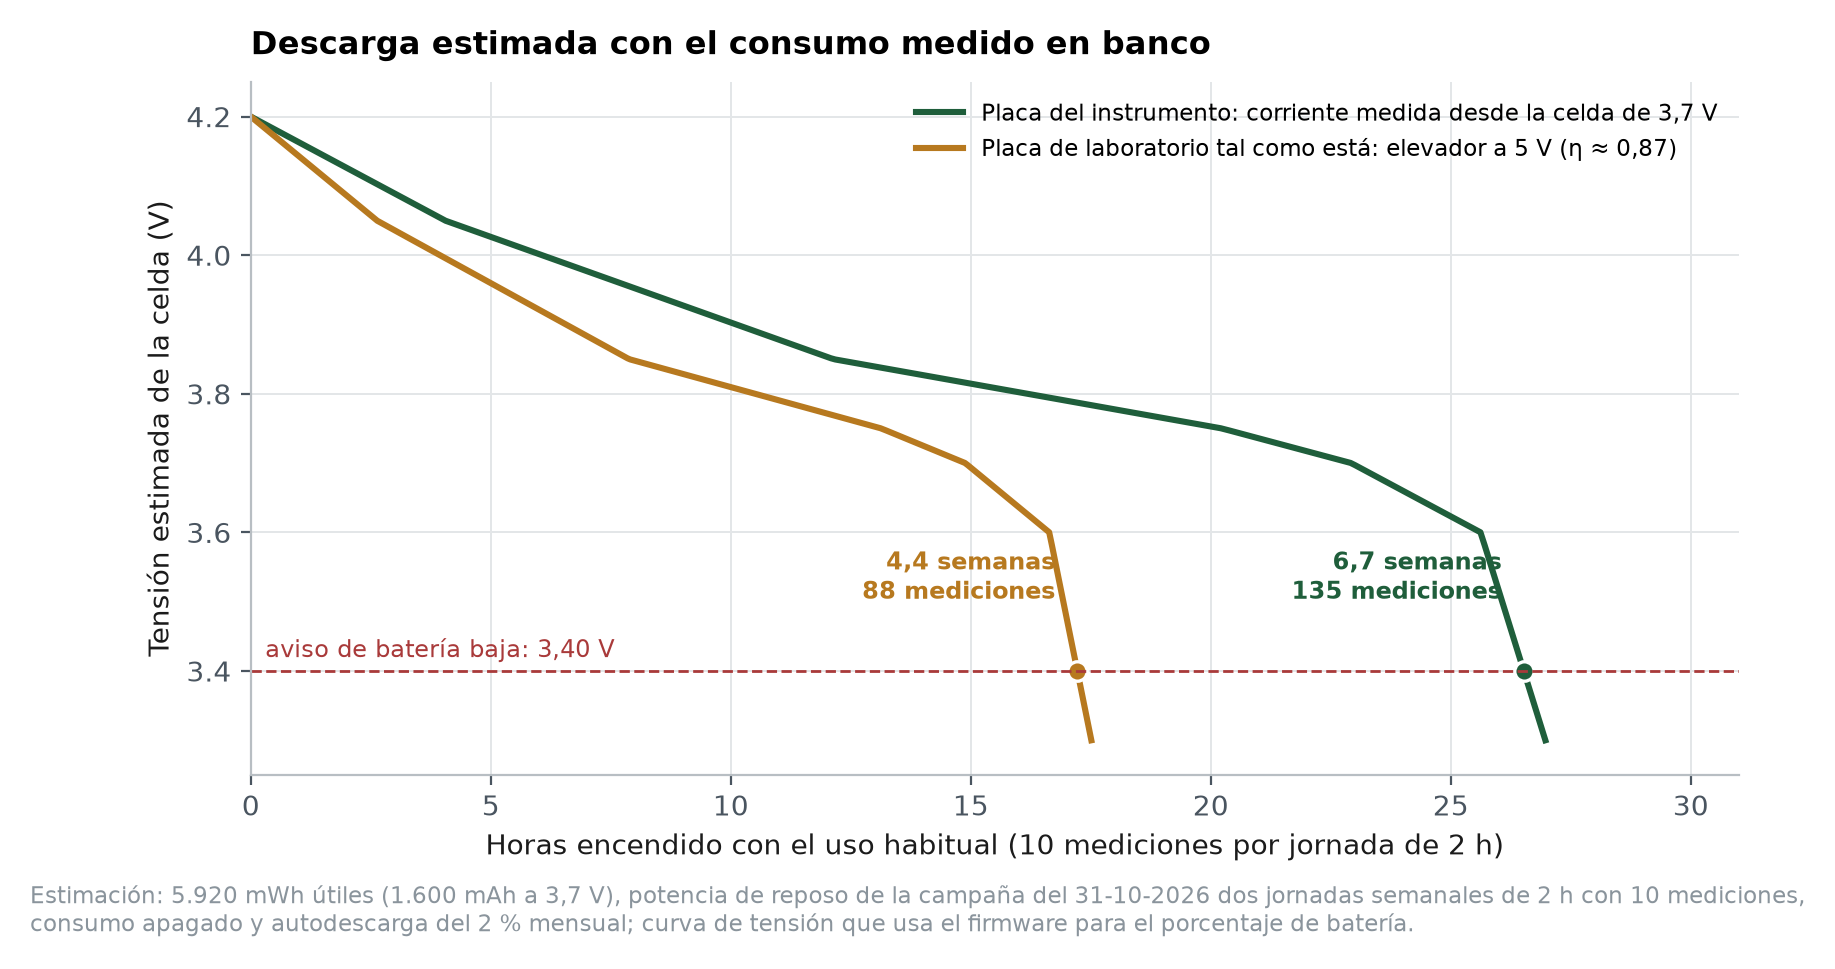 Descarga estimada con el consumo medido en banco
Placa del instrumento: corriente medida desde la celda de 3,7 V
Placa de laboratorio tal como está: elevador a 5 V (η ≈ 0,87)
Tensión estimada de la celda (V)
4.2
4.0
3.8
3.6
3.4
4,4 semanas
88 mediciones
6,7 semanas
135 mediciones
aviso de batería baja: 3,40 V
0
5
10
15
20
25
30
Horas encendido con el uso habitual (10 mediciones por jornada de 2 h)
Estimación: 5.920 mWh útiles (1.600 mAh a 3,7 V), potencia de reposo de la campaña del 31-10-2026 dos jornadas semanales de 2 h con 10 mediciones,
consumo apagado y autodescarga del 2 % mensual; curva de tensión que usa el firmware para el porcentaje de batería.